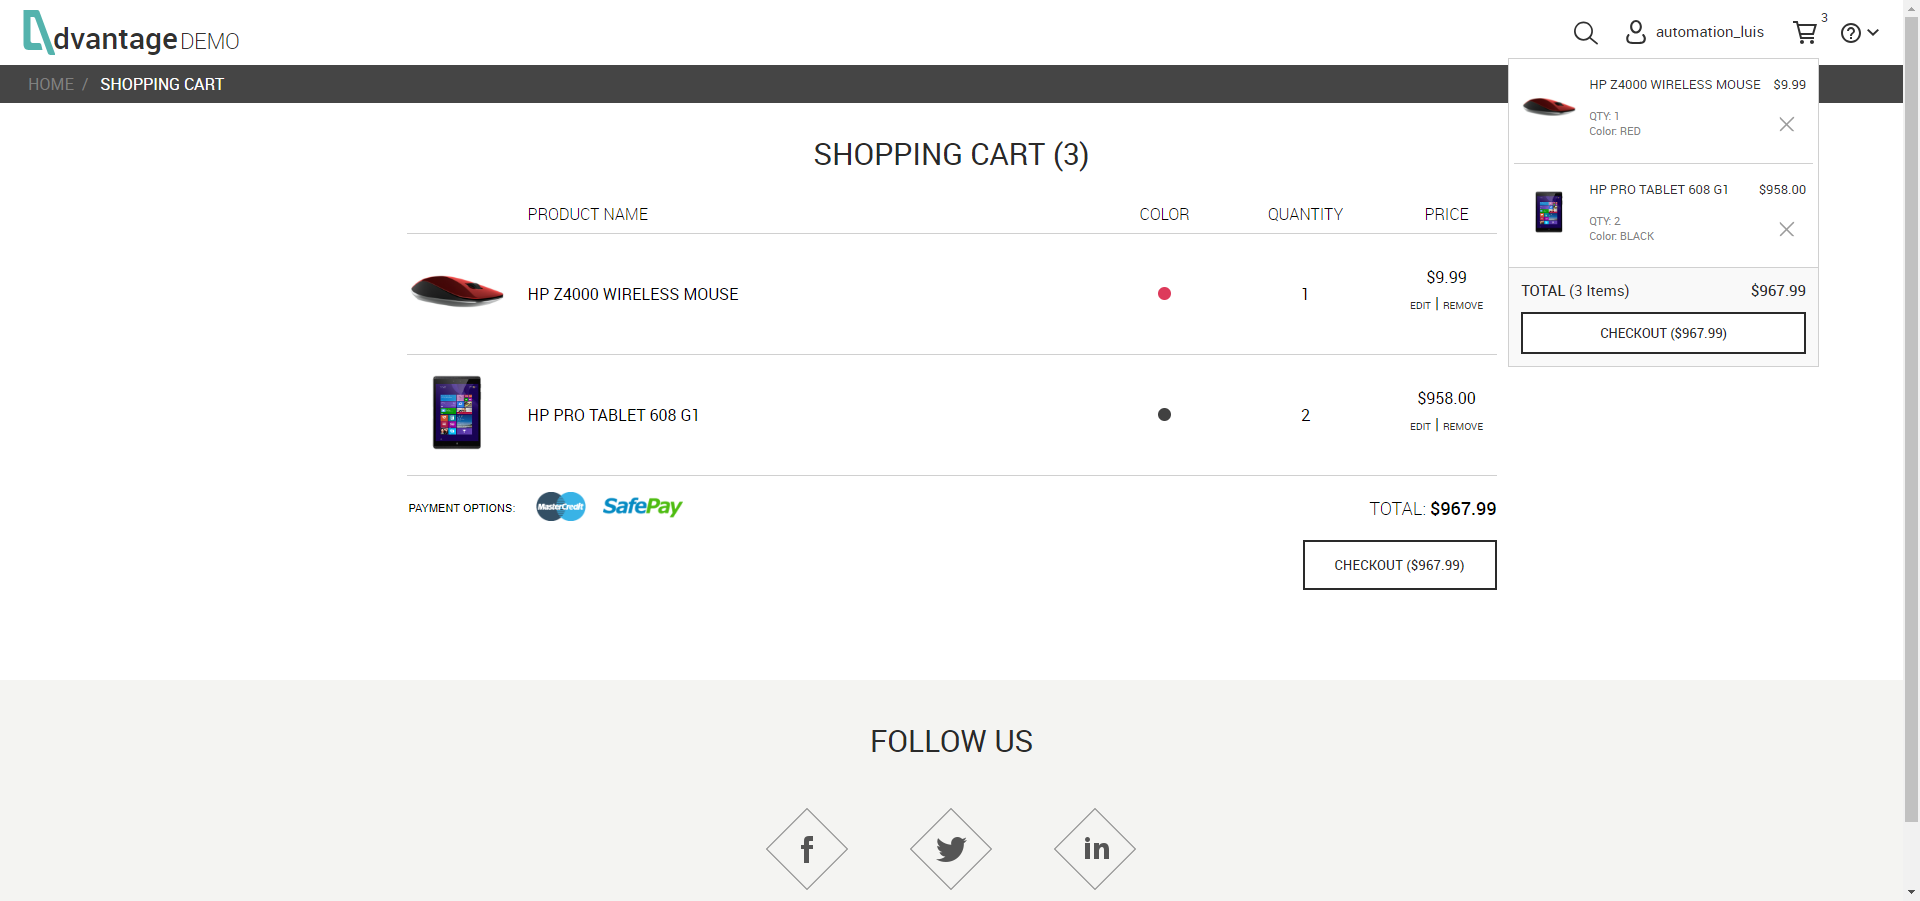 dvantage DEMO
automation_luis
3
HOME / SHOPPING CART
HP Z4000 WIRELESS MOUSE $9.99
QTY: 1
Color: RED
HP PRO TABLET 608 G1 $958.00
QTY: 2
Color: BLACK
TOTAL (3 Items) $967.99
CHECKOUT ($967.99)
SHOPPING CART (3)
PRODUCT NAME COLOR QUANTITY PRICE
HP Z4000 WIRELESS MOUSE 1 $9.99
EDIT | REMOVE
HP PRO TABLET 608 G1 2 $958.00
EDIT | REMOVE
PAYMENT OPTIONS: MasterCredit SafePay TOTAL: $967.99
CHECKOUT ($967.99)
FOLLOW US
f
in